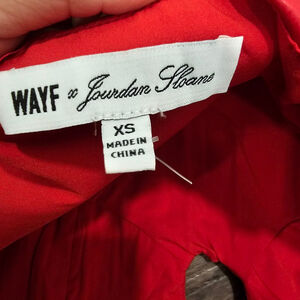 WAYF x Jourdan Sloane
XS
MADE IN
CHINA